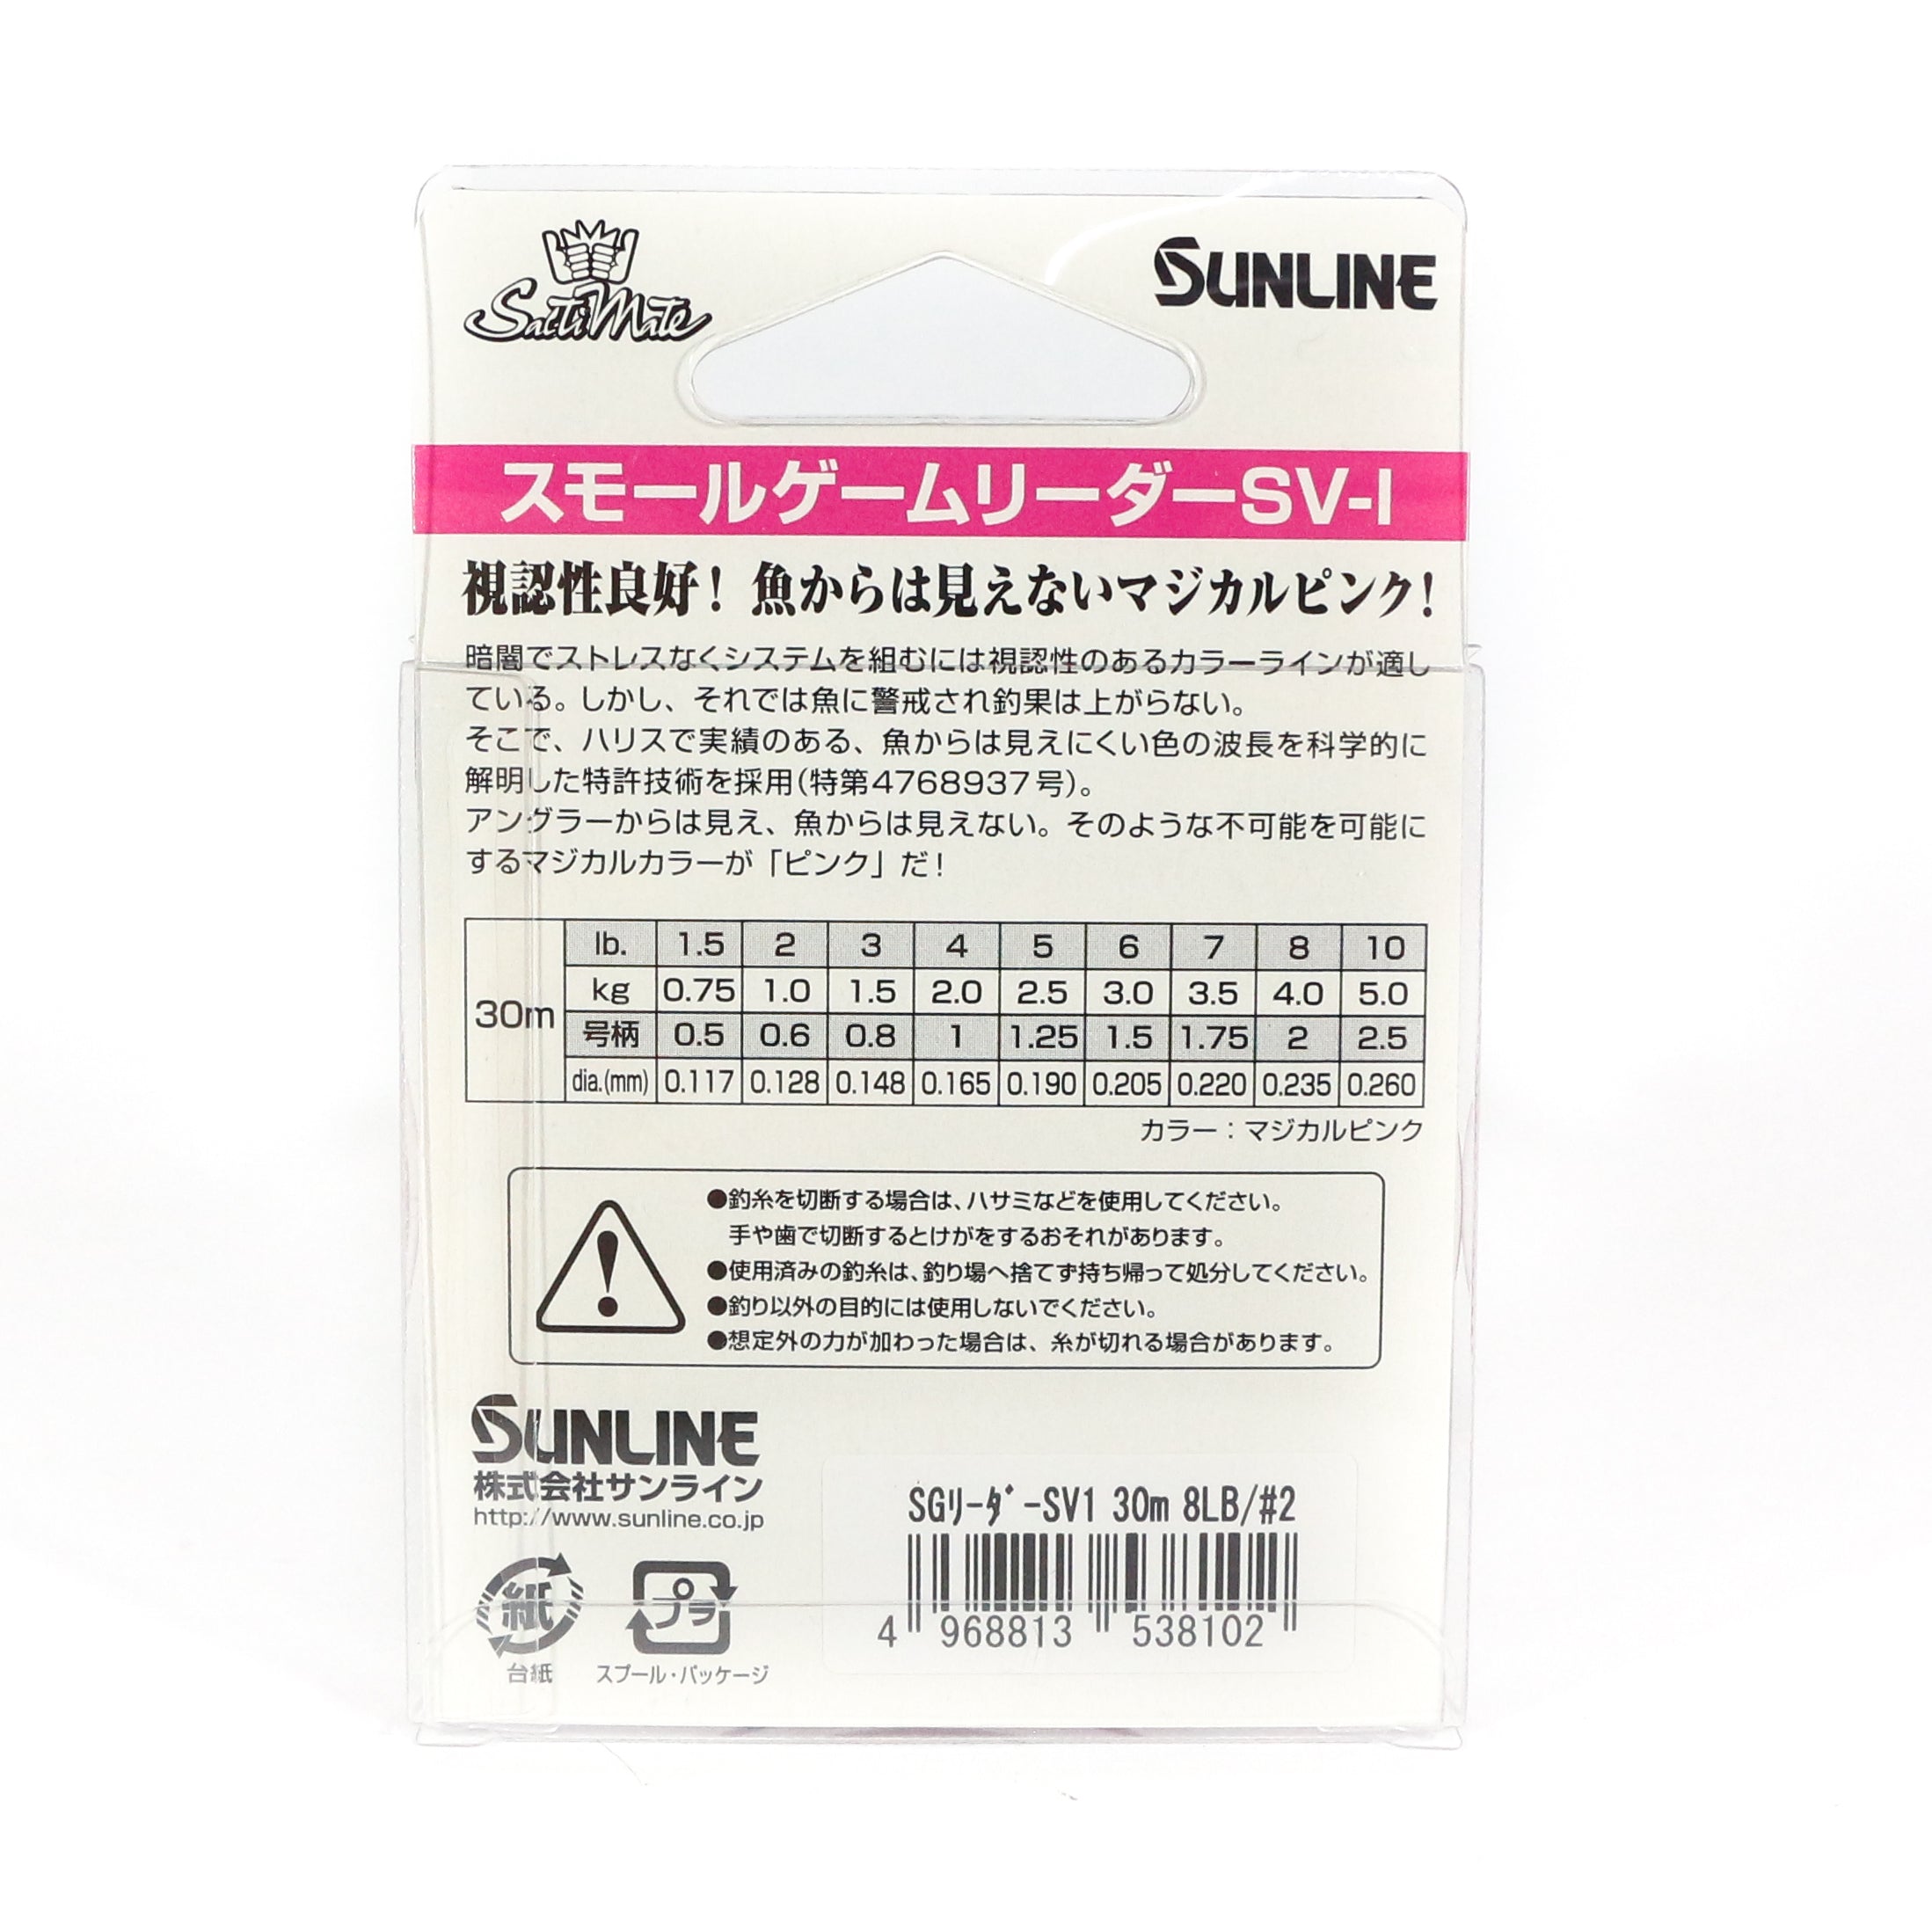 SaltiMate
SUNLINE
スモールゲームリーダーSV-I
視認性良好！魚からは見えないマジカルピンク！
暗闇でストレスなくシステムを組むには視認性のあるカラーラインが適し
ている。しかし、それでは魚に警戒され釣果は上がらない。
そこで、ハリスで実績のある、魚からは見えにくい色の波長を科学的に
解明した特許技術を採用(特第4768937号)。
アングラーからは見え、魚からは見えない。そのような不可能を可能に
するマジカルカラーが「ピンク」だ！
30m
lb. 1.5 2 3 4 5 6 7 8 10
kg 0.75 1.0 1.5 2.0 2.5 3.0 3.5 4.0 5.0
号柄 0.5 0.6 0.8 1 1.25 1.5 1.75 2 2.5
dia.(mm) 0.117 0.128 0.148 0.165 0.190 0.205 0.220 0.235 0.260
カラー：マジカルピンク
●釣糸を切断する場合は、ハサミなどを使用してください。
手や歯で切断するとけがをするおそれがあります。
●使用済みの釣糸は、釣り場へ捨てず持ち帰って処分してください。
●釣り以外の目的には使用しないでください。
●想定外の力が加わった場合は、糸が切れる場合があります。
SUNLINE
株式会社サンライン
http://www.sunline.co.jp
紙
台紙
プラ
スプール・パッケージ
SGﾘｰﾀﾞｰSV1 30m 8LB/#2
4 968813 538102